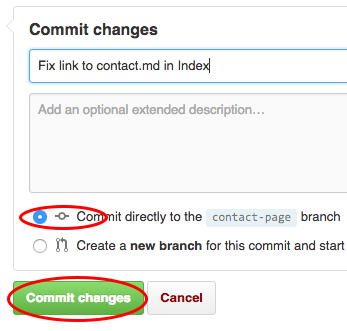 Commit changes
Fix link to contact.md in Index
Add an optional extended description…
Commit directly to the contact-page branch
Create a new branch for this commit and start
Commit changes Cancel